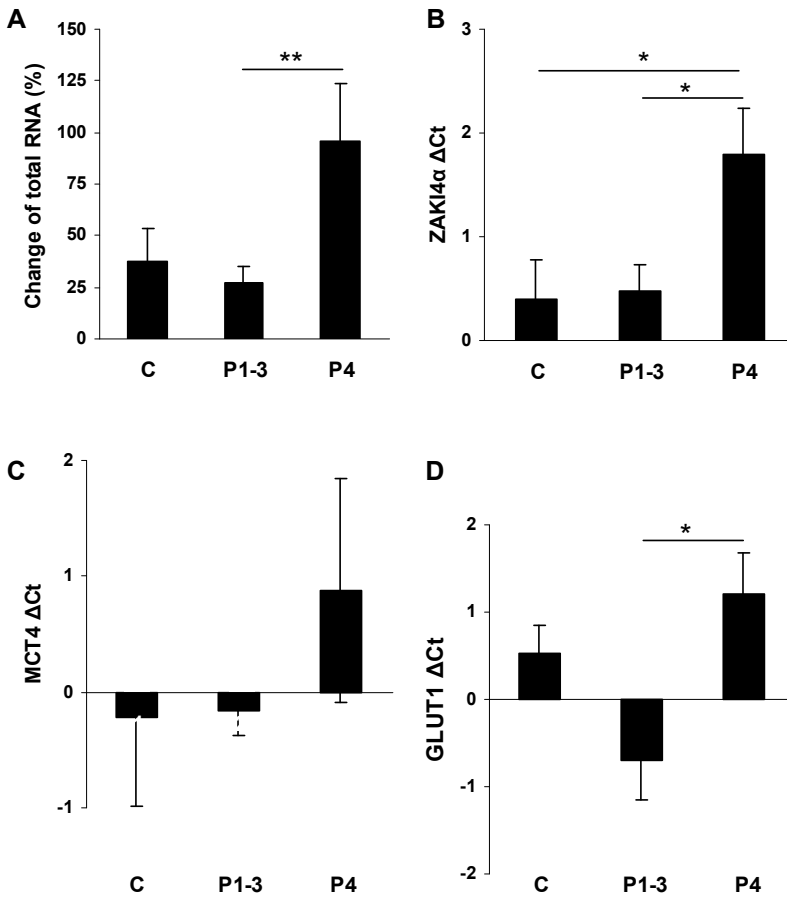 A
Change of total RNA (%)
150
125
100
75
50
25
0
**
C P1-3 P4
B
ZAKI4α ΔCt
3
2
1
0
*
*
C P1-3 P4
C
MCT4 ΔCt
2
1
0
-1
C P1-3 P4
D
GLUT1 ΔCt
2
1
0
-1
-2
*
C P1-3 P4